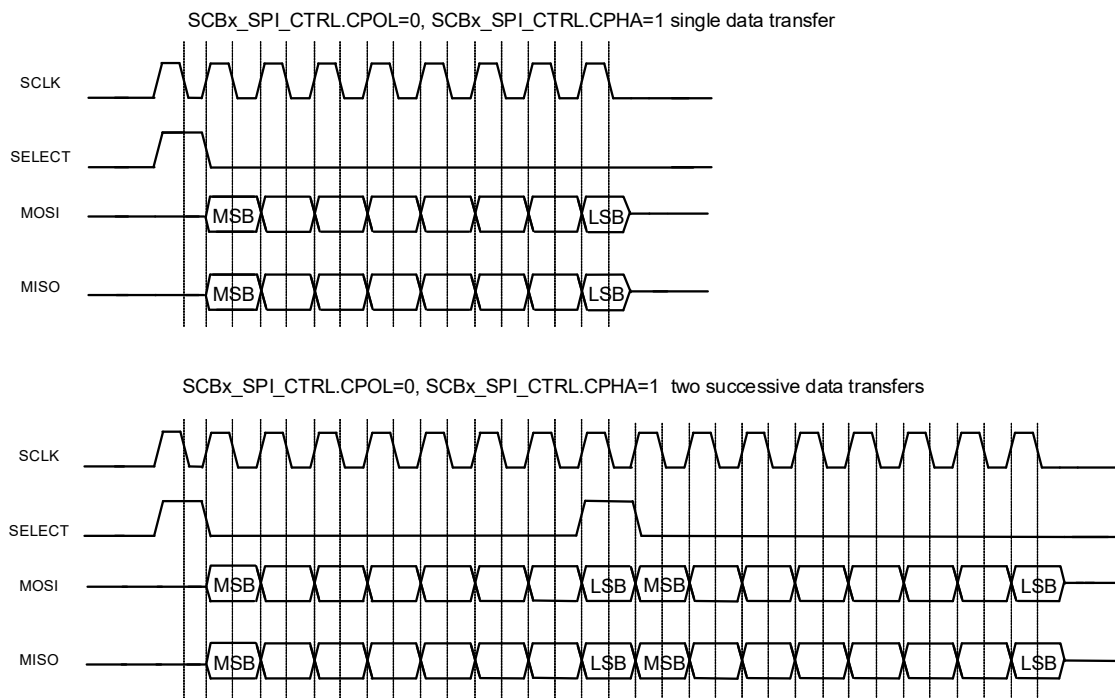 SCBx_SPI_CTRL.CPOL=0, SCBx_SPI_CTRL.CPHA=1 single data transfer
SCLK
SELECT
MOSI MSB LSB
MISO MSB LSB
SCBx_SPI_CTRL.CPOL=0, SCBx_SPI_CTRL.CPHA=1 two successive data transfers
SCLK
SELECT
MOSI MSB LSB MSB LSB
MISO MSB LSB MSB LSB